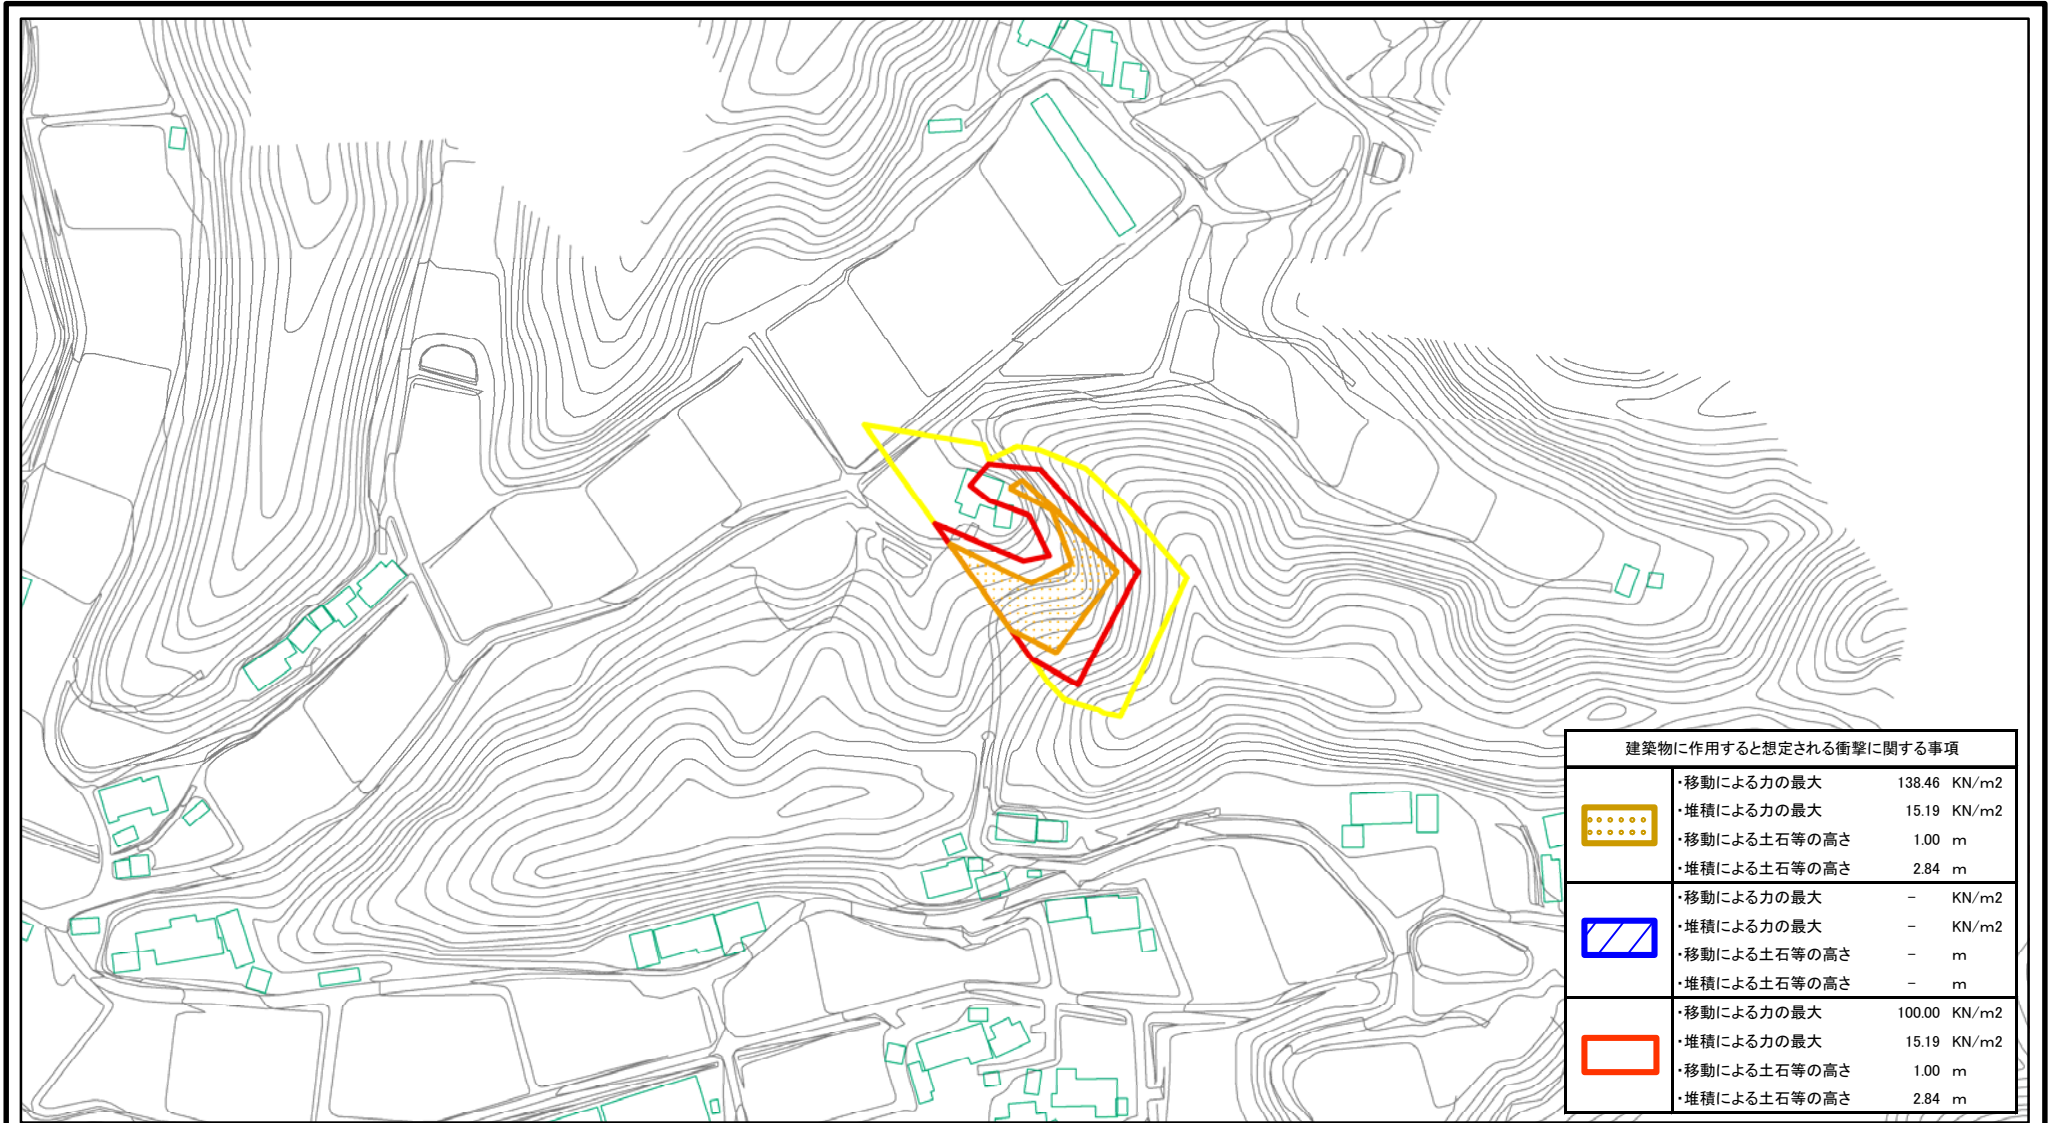 建築物に作用すると想定される衝撃に関する事項
・移動による力の最大 138.46 KN/m2
・堆積による力の最大 15.19 KN/m2
・移動による土石等の高さ 1.00 m
・堆積による土石等の高さ 2.84 m
・移動による力の最大 － KN/m2
・堆積による力の最大 － KN/m2
・移動による土石等の高さ － m
・堆積による土石等の高さ － m
・移動による力の最大 100.00 KN/m2
・堆積による力の最大 15.19 KN/m2
・移動による土石等の高さ 1.00 m
・堆積による土石等の高さ 2.84 m